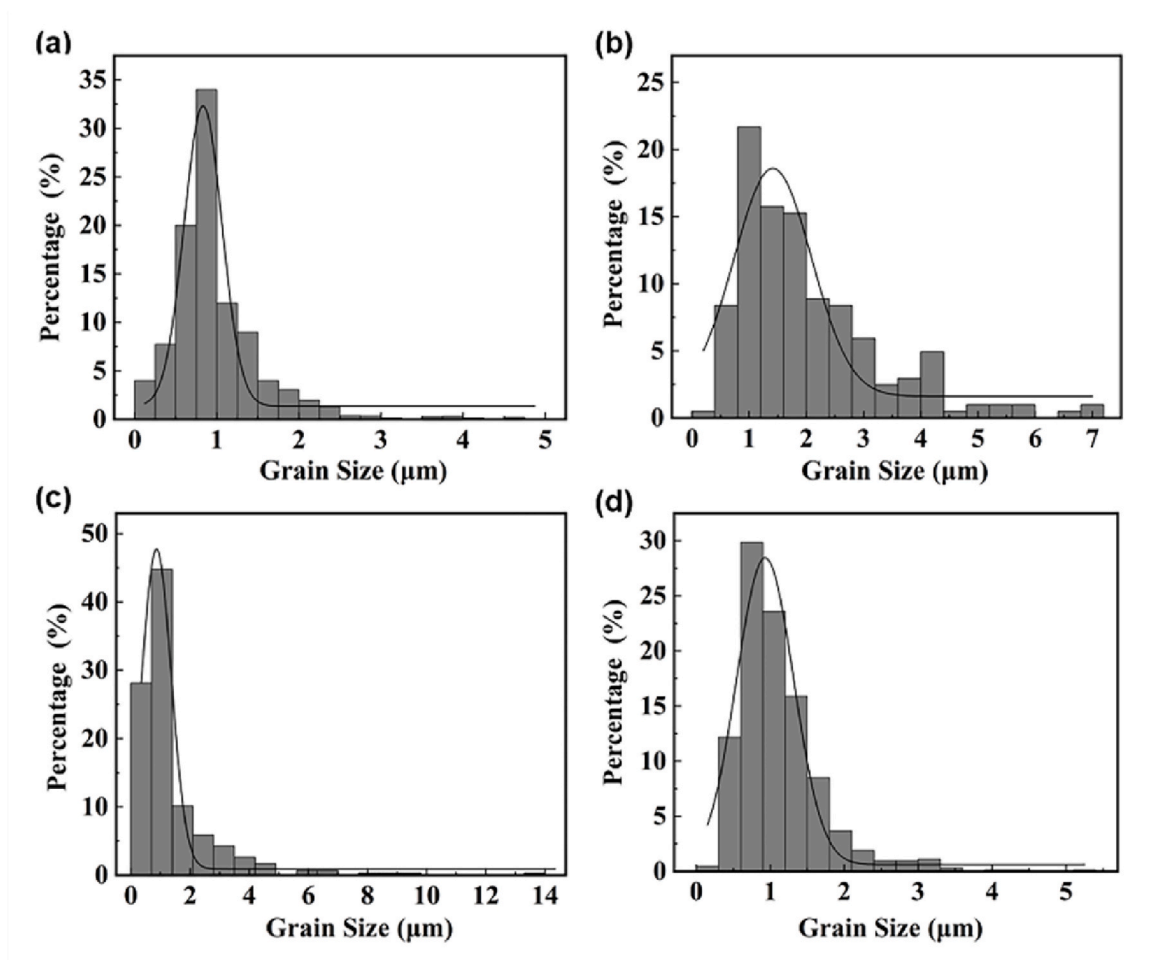 (a)
35
30
25
20
15
10
5
0
Percentage (%)
0 1 2 3 4 5
Grain Size (μm)
(b)
25
20
15
10
5
0
Percentage (%)
0 1 2 3 4 5 6 7
Grain Size (μm)
(c)
50
40
30
20
10
0
Percentage (%)
0 2 4 6 8 10 12 14
Grain Size (μm)
(d)
30
25
20
15
10
5
0
Percentage (%)
0 1 2 3 4 5
Grain Size (μm)